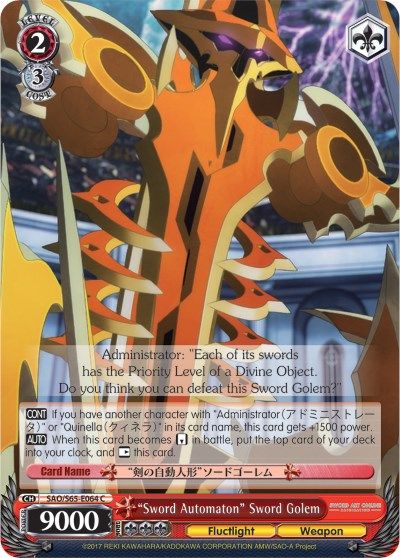 LEVEL
2
3
COST
Administrator: "Each of its swords
has the Priority Level of a Divine Object.
Do you think you can defeat this Sword Golem?"
CONT If you have another character with "Administrator(アドミニストレー
タ)" or "Quinella(クィネラ)" in its card name, this card gets +1500 power.
AUTO When this card becomes in battle, put the top card of your deck
into your clock, and
Card Name "剣の自動人形"ソードゴーレム
CH SAO/S65-E064 C
"Sword Automaton" Sword Golem
SWORD ART ONLINE
POWER 9000
Fluctlight Weapon
©2017 REKI KAWAHARA/KADOKAWA CORPORATION AMW/SAO-A Project